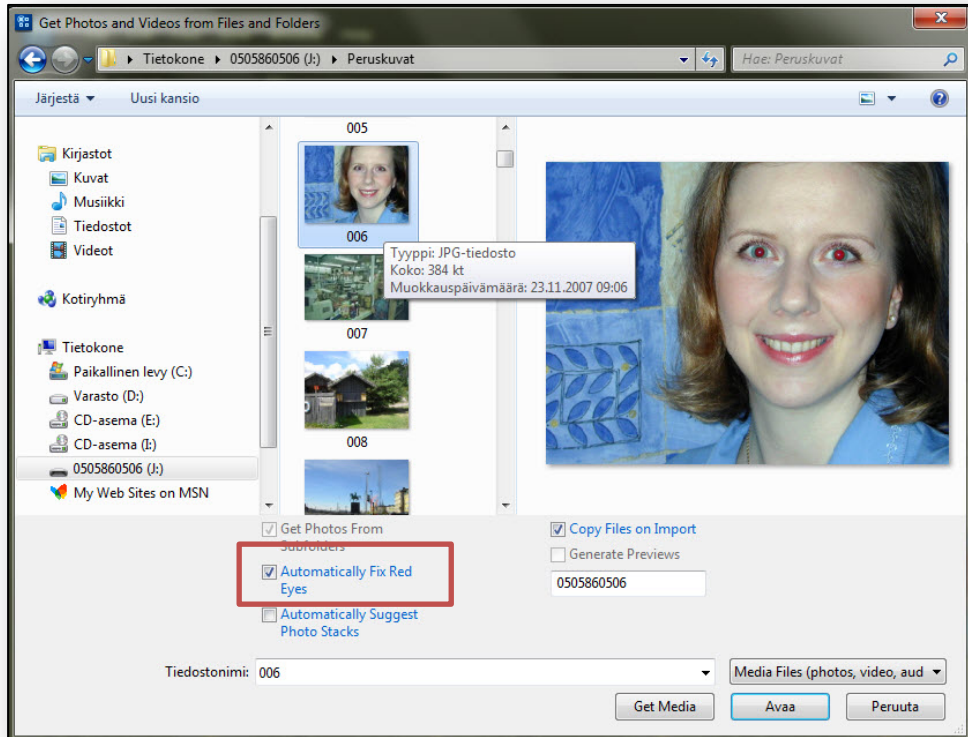 Get Photos and Videos from Files and Folders
Tietokone 0505860506 (J:) Peruskuvat
Hae: Peruskuvat
Järjestä
Uusi kansio
Kirjastot
Kuvat
Musiikki
Tiedostot
Videot
Kotiryhmä
Tietokone
Paikallinen levy (C:)
Varasto (D:)
CD-asema (E:)
CD-asema (I:)
0505860506 (J:)
My Web Sites on MSN
005
006
Tyyppi: JPG-tiedosto
Koko: 384 kt
Muokkauspäivämäärä: 23.11.2007 09:06
007
008
Get Photos From
Subfolders
Automatically Fix Red
Eyes
Automatically Suggest
Photo Stacks
Copy Files on Import
Generate Previews
0505860506
Tiedostonimi: 006
Media Files (photos, video, aud
Get Media
Avaa
Peruuta